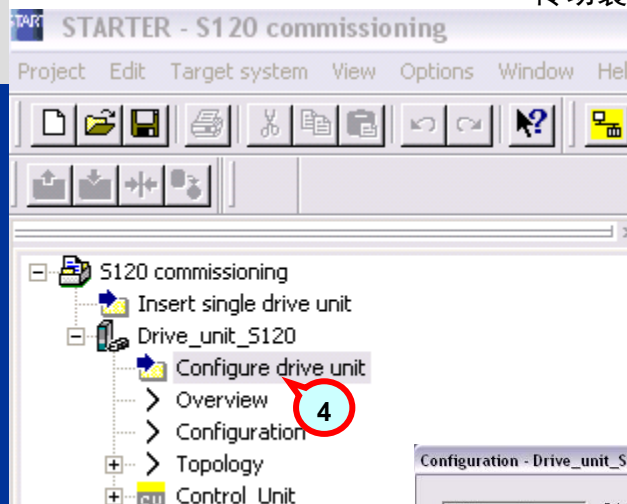 STARTER - S120 commissioning
Project Edit Target system View Options Window Hel
S120 commissioning
Insert single drive unit
Drive_unit_S120
Configure drive unit
Overview
4
Configuration
Topology
Configuration - Drive_unit_S
Control_Unit